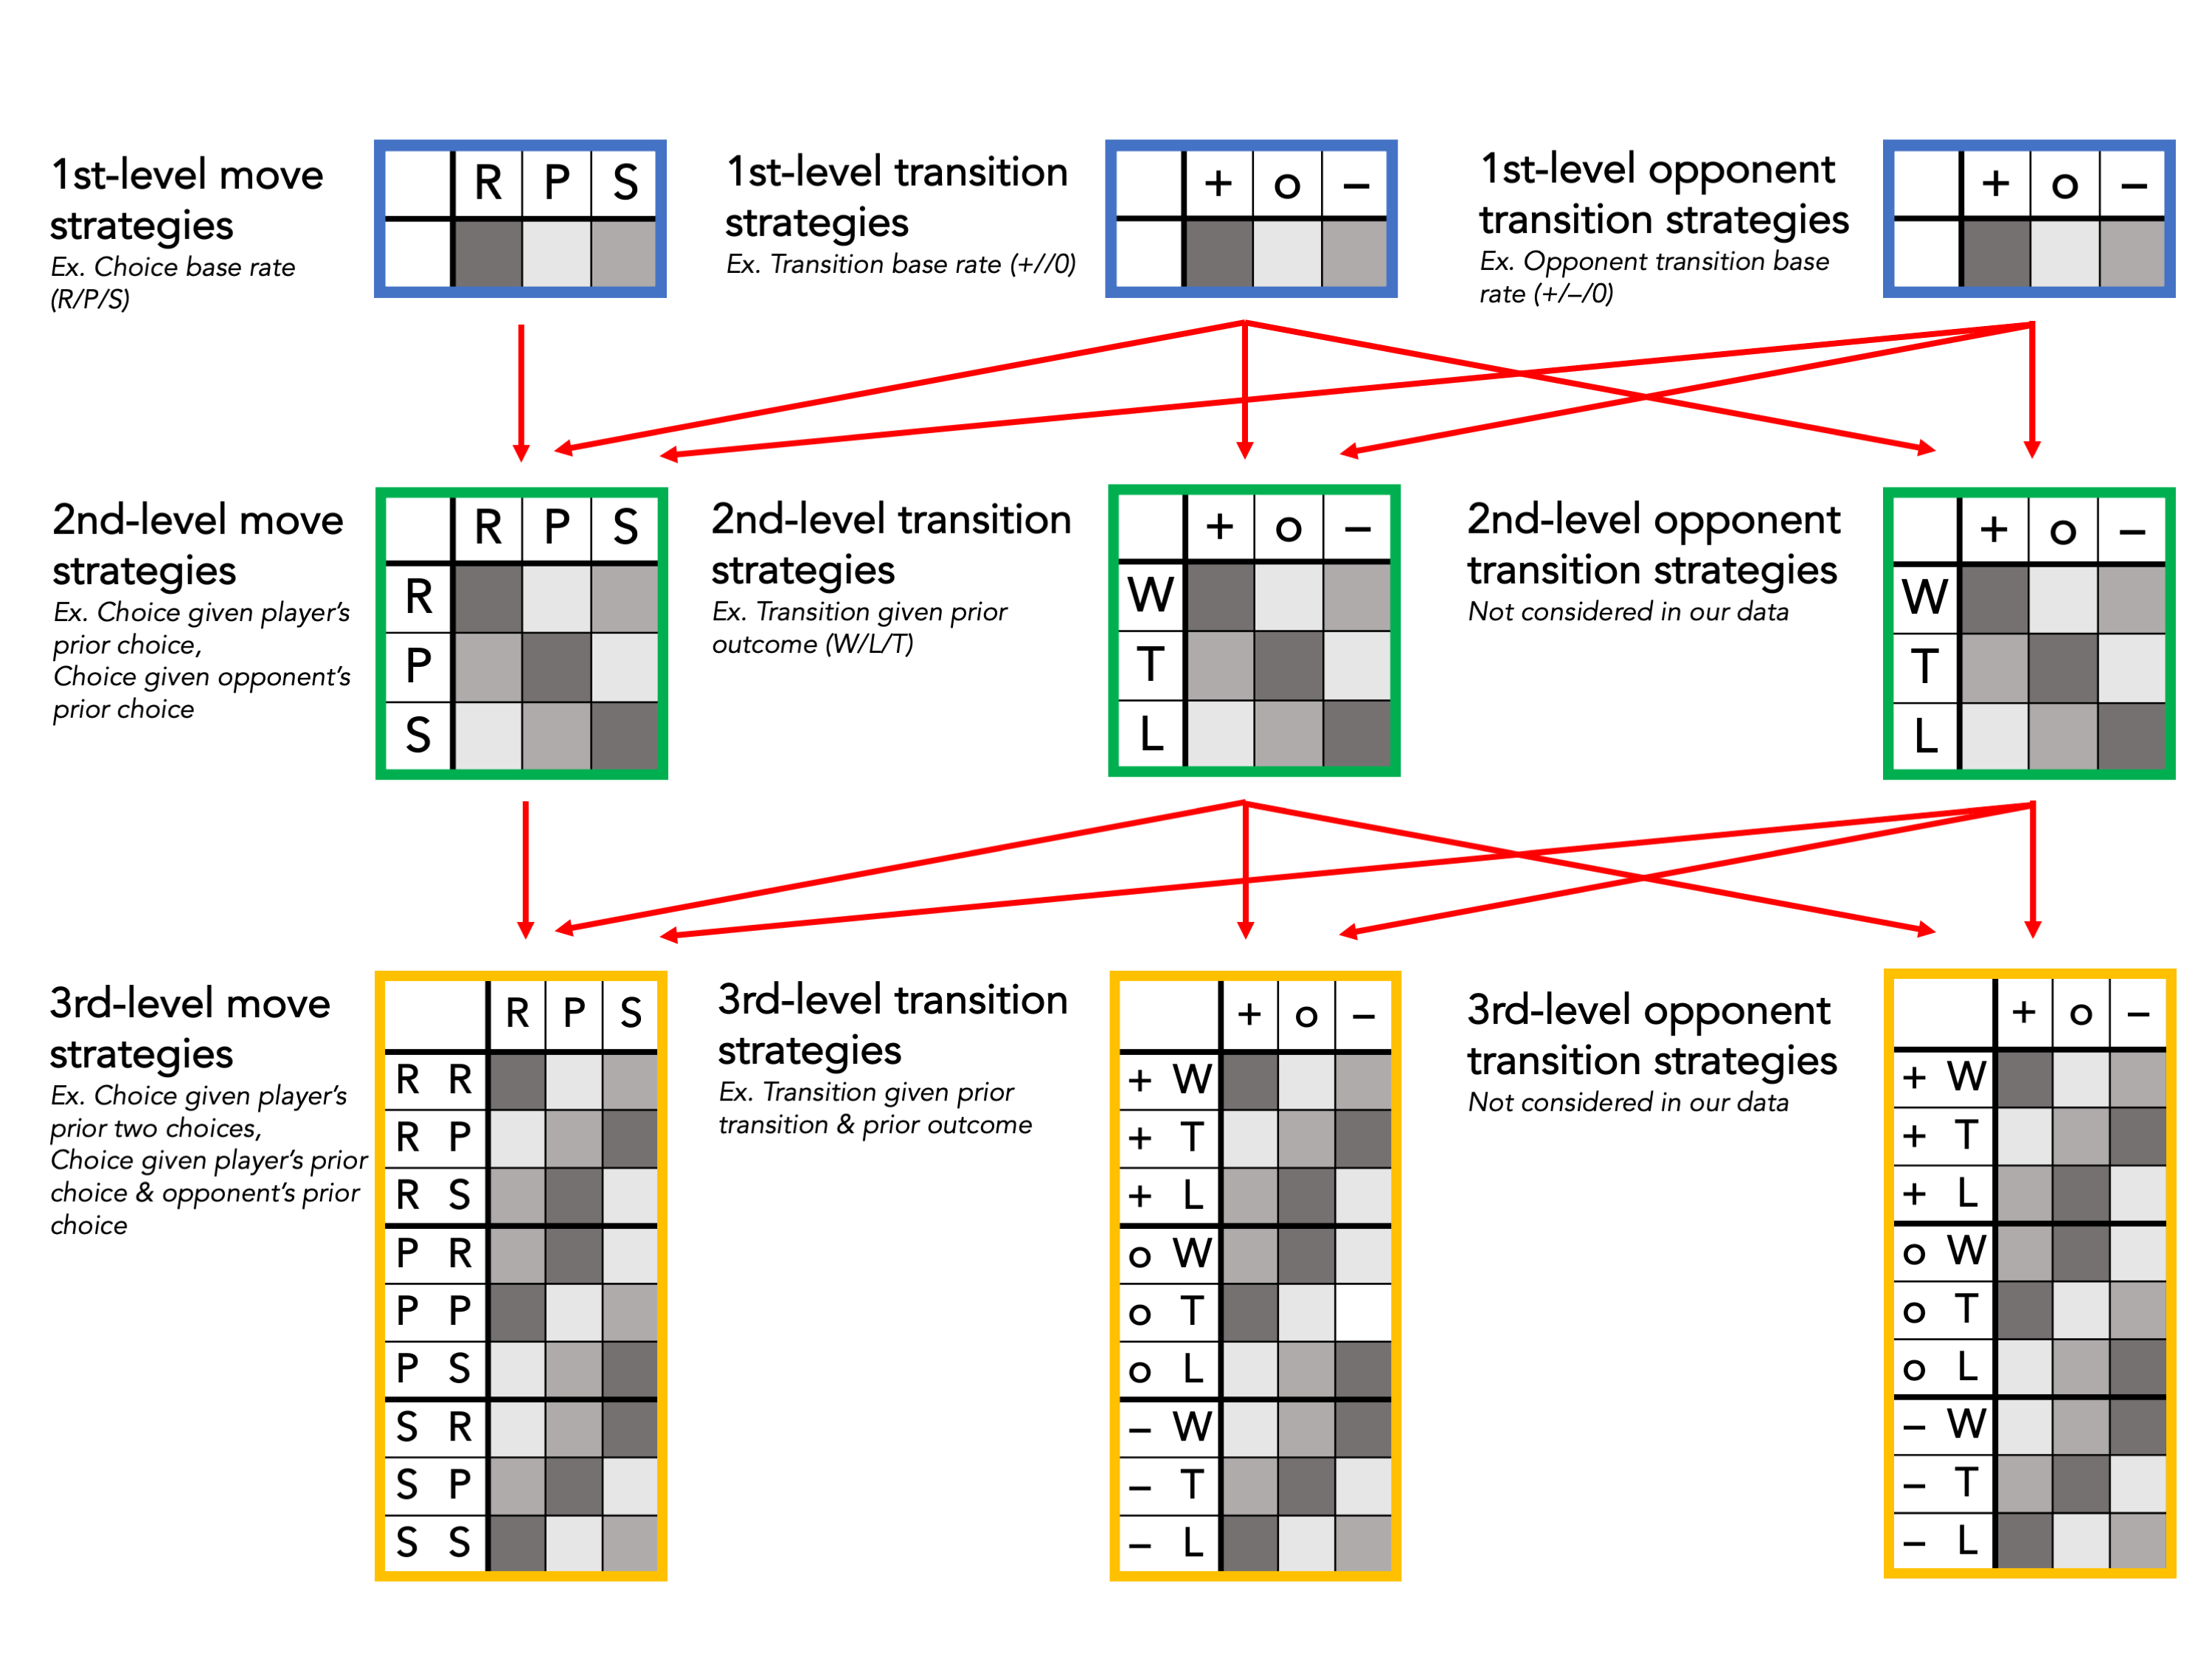 1st-level move
strategies
Ex. Choice base rate
(R/P/S)
R P S
1st-level transition
strategies
Ex. Transition base rate (+//0)
+ o –
1st-level opponent
transition strategies
Ex. Opponent transition base
rate (+/–/0)
+ o –
2nd-level move
strategies
Ex. Choice given player's
prior choice,
Choice given opponent's
prior choice
R P S
R
P
S
2nd-level transition
strategies
Ex. Transition given prior
outcome (W/L/T)
+ o –
W
T
L
2nd-level opponent
transition strategies
Not considered in our data
+ o –
W
T
L
3rd-level move
strategies
Ex. Choice given player's
prior two choices,
Choice given player's prior
choice & opponent's prior
choice
R P S
R R
R P
R S
P R
P P
P S
S R
S P
S S
3rd-level transition
strategies
Ex. Transition given prior
transition & prior outcome
+ o –
+ W
+ T
+ L
o W
o T
o L
– W
– T
– L
3rd-level opponent
transition strategies
Not considered in our data
+ o –
+ W
+ T
+ L
o W
o T
o L
– W
– T
– L